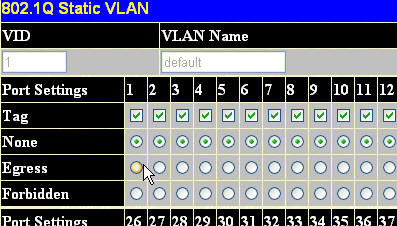 802.1Q Static VLAN
VID VLAN Name
1 default
Port Settings 1 2 3 4 5 6 7 8 9 10 11 12
Tag
None
Egress
Forbidden
Port Settings 26 27 28 29 30 31 32 33 34 35 36 37